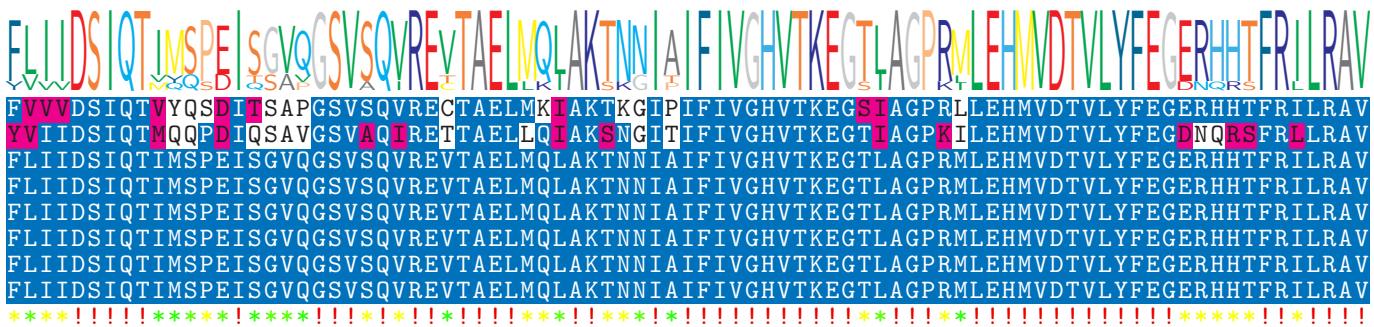 FLIIDSIQTIMSPEISGVQGSVSQVREVTAELMQLAKTNNIAIFIVGHVTKEGTLAGPRMLEHMVDTVLYFEGERHHTFRILRAV
FVVVDSIQTVYQSDITSAPGSVSQVRECTAELMKIAKTKGIPIFIVGHVTKEGSIAGPRLLEHMVDTVLYFEGERHHTFRILRAV
YVIIDSIQTMQQPDIQSAVGSVAQIRETTAELLQIAKSNGITIFIVGHVTKEGTIAGPKILEHMVDTVLYFEGDNQRSFRLLRAV
FLIIDSIQTIMSPEISGVQGSVSQVREVTAELMQLAKTNNIAIFIVGHVTKEGTLAGPRMLEHMVDTVLYFEGERHHTFRILRAV
FLIIDSIQTIMSPEISGVQGSVSQVREVTAELMQLAKTNNIAIFIVGHVTKEGTLAGPRMLEHMVDTVLYFEGERHHTFRILRAV
FLIIDSIQTIMSPEISGVQGSVSQVREVTAELMQLAKTNNIAIFIVGHVTKEGTLAGPRMLEHMVDTVLYFEGERHHTFRILRAV
FLIIDSIQTIMSPEISGVQGSVSQVREVTAELMQLAKTNNIAIFIVGHVTKEGTLAGPRMLEHMVDTVLYFEGERHHTFRILRAV
FLIIDSIQTIMSPEISGVQGSVSQVREVTAELMQLAKTNNIAIFIVGHVTKEGTLAGPRMLEHMVDTVLYFEGERHHTFRILRAV
FLIIDSIQTIMSPEISGVQGSVSQVREVTAELMQLAKTNNIAIFIVGHVTKEGTLAGPRMLEHMVDTVLYFEGERHHTFRILRAV
****!!!!!*****!****!!!*!*!!*!!!!***!!***!*!!!!!!!!!!!**!!!**!!!!!!!!!!!!!*****!!*!!!!